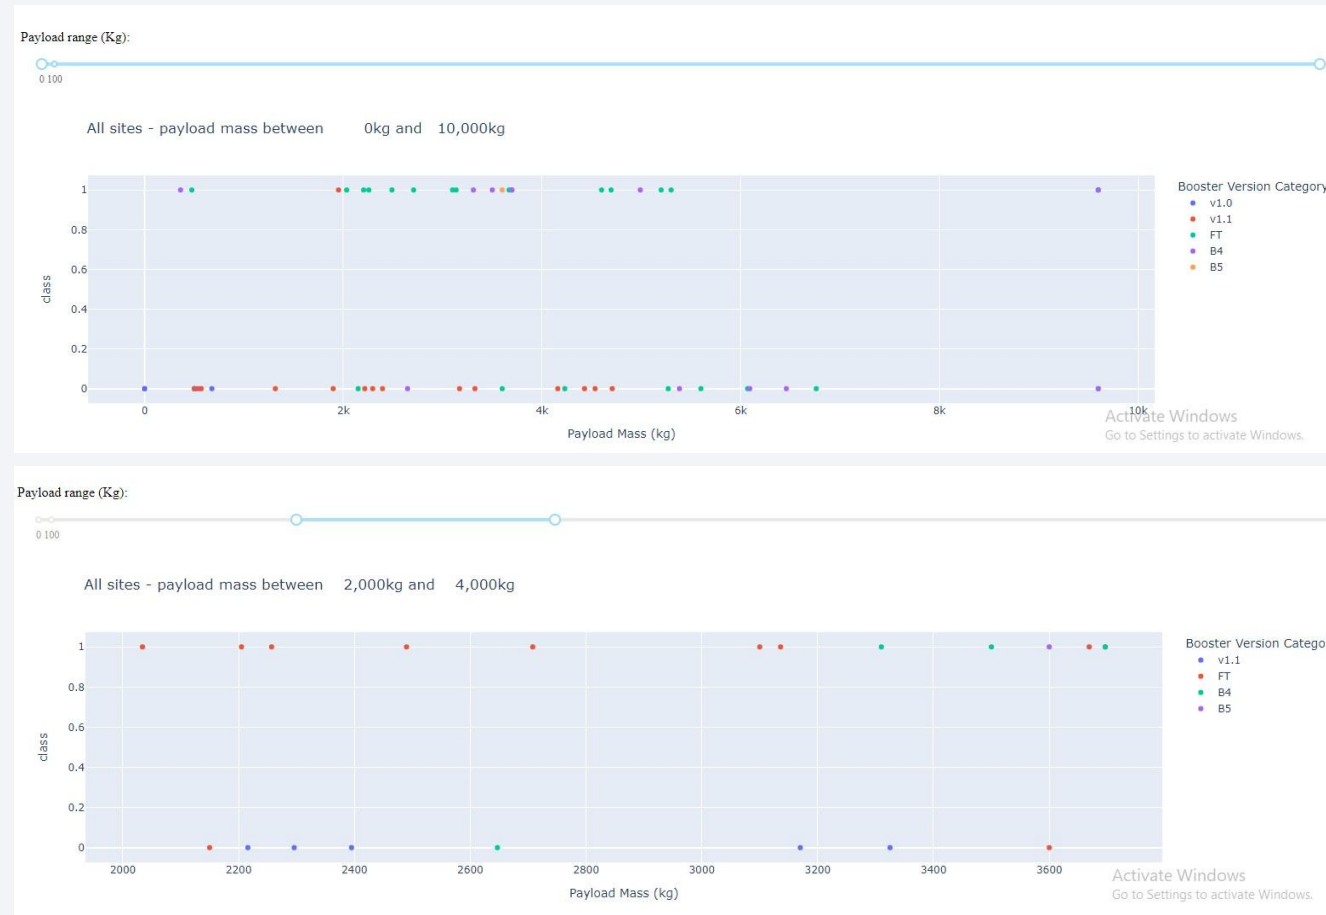 Payload range (Kg):
0 100
All sites - payload mass between 0kg and 10,000kg
1
0.8
0.6
0.4
0.2
0
class
0 2k 4k 6k 8k 10k
Payload Mass (kg)
Booster Version Category
v1.0
v1.1
FT
B4
B5
Activate Windows
Go to Settings to activate Windows.
Payload range (Kg):
0 100
All sites - payload mass between 2,000kg and 4,000kg
1
0.8
0.6
0.4
0.2
0
class
2000 2200 2400 2600 2800 3000 3200 3400 3600
Payload Mass (kg)
Booster Version Catego
v1.1
FT
B4
B5
Activate Windows
Go to Settings to activate Windows.